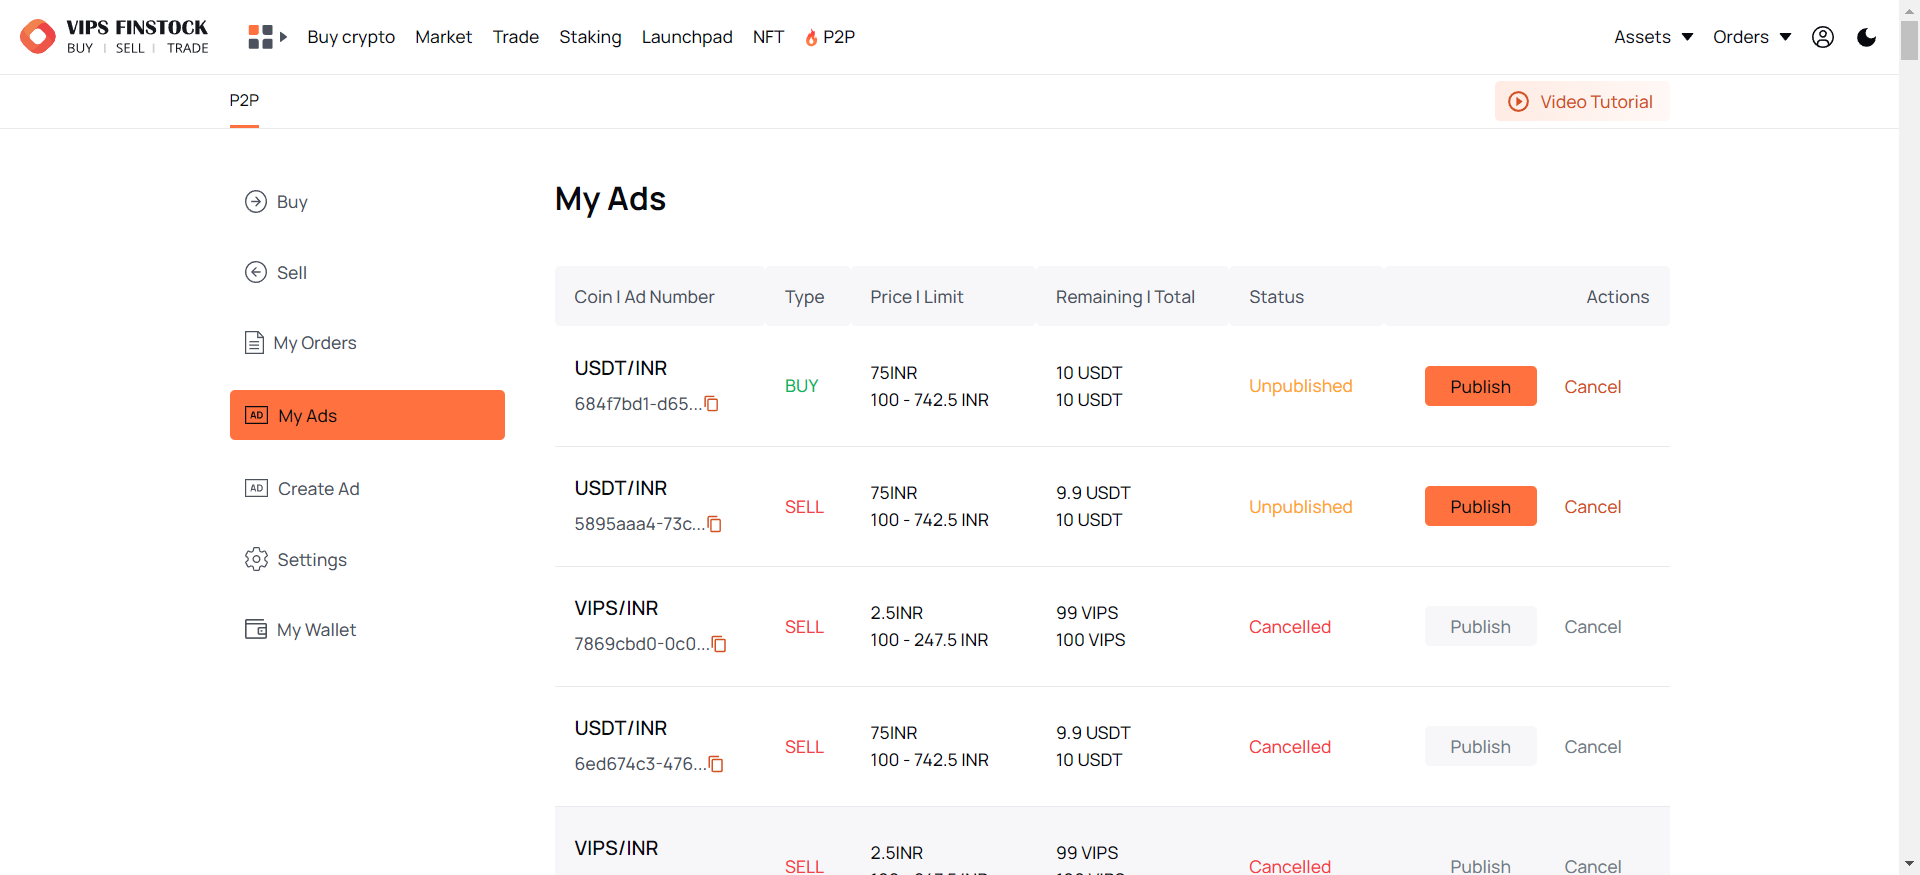 VIPS FINSTOCK
BUY | SELL | TRADE
Buy crypto Market Trade Staking Launchpad NFT P2P
Assets Orders
P2P
Video Tutorial
Buy
Sell
My Orders
AD My Ads
AD Create Ad
Settings
My Wallet
My Ads
Coin | Ad Number Type Price | Limit Remaining | Total Status Actions
USDT/INR
684f7bd1-d65...
BUY
75INR
100 - 742.5 INR
10 USDT
10 USDT
Unpublished
Publish Cancel
USDT/INR
5895aaa4-73c...
SELL
75INR
100 - 742.5 INR
9.9 USDT
10 USDT
Unpublished
Publish Cancel
VIPS/INR
7869cbd0-0c0...
SELL
2.5INR
100 - 247.5 INR
99 VIPS
100 VIPS
Cancelled
Publish Cancel
USDT/INR
6ed674c3-476...
SELL
75INR
100 - 742.5 INR
9.9 USDT
10 USDT
Cancelled
Publish Cancel
VIPS/INR
SELL
2.5INR
99 VIPS
Cancelled
Publish Cancel